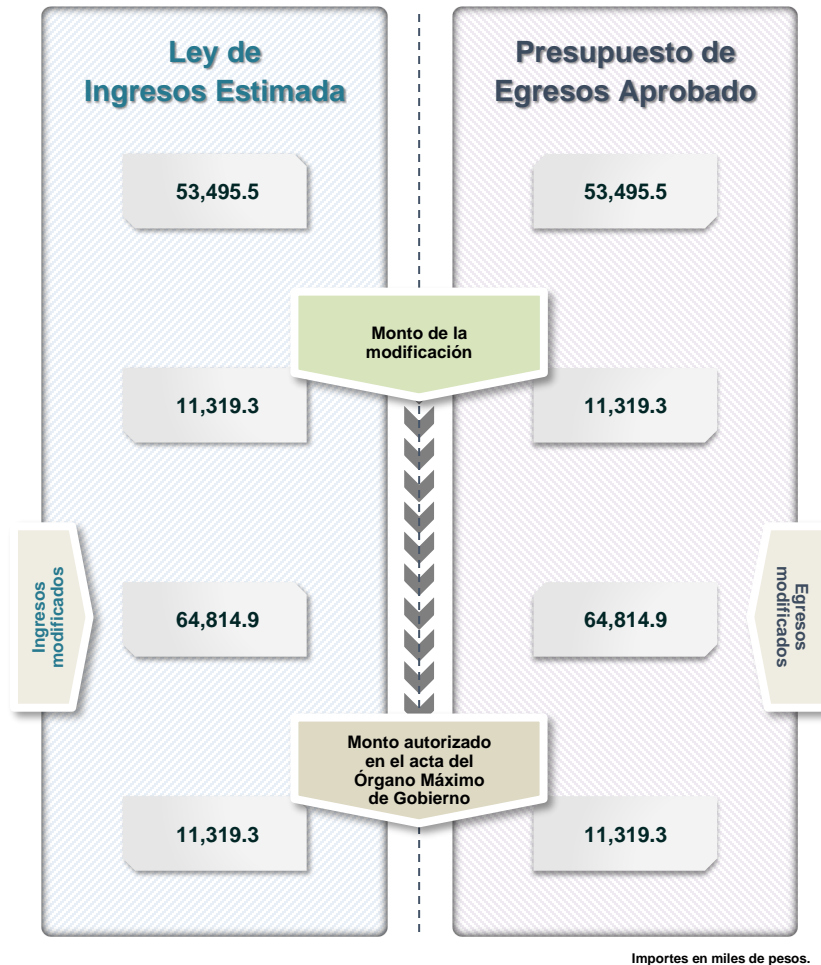 Ley de
Ingresos Estimada
Presupuesto de
Egresos Aprobado
53,495.5
53,495.5
Monto de la
modificación
11,319.3
11,319.3
Ingresos
modificados
64,814.9
64,814.9
Egresos
modificados
Monto autorizado
en el acta del
Órgano Máximo
de Gobierno
11,319.3
11,319.3
Importes en miles de pesos.